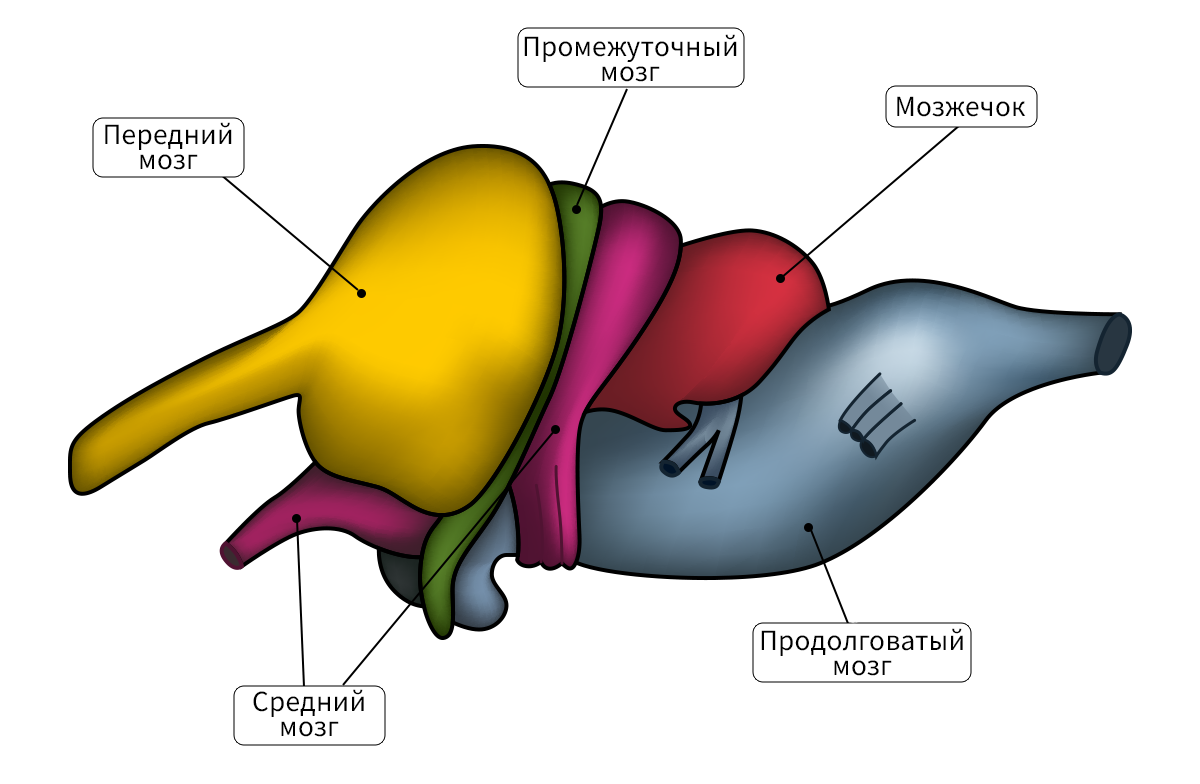 Промежуточный
мозг
Мозжечок
Передний
мозг
Продолговатый
мозг
Средний
мозг